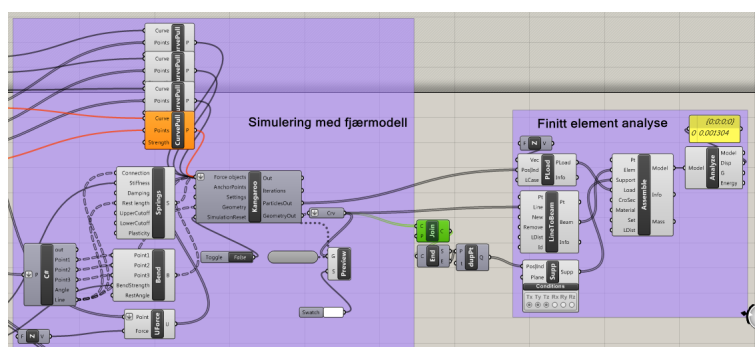 Curve
Points
P
CurvePull
Curve
Points
P
CurvePull
Curve
Points
P
CurvePull
Curve
Points
Strength
P
CurvePull
Simulering med fjærmodell
Finitt element analyse
{0;0;0;0}
0 0.001304
Connection
Stiffness
Damping
Rest length
UpperCutoff
LowerCutoff
Plasticity
Springs
S
Force objects
AnchorPoints
Settings
Geometry
SimulationReset
Kangaroo
Out
Iterations
ParticlesOut
GeometryOut
Crv
Z
Vec
PosInd
LCase
PLoad
PLoad
Info
Pt
Line
New
Remove
LDist
Id
LineToBeam
Pt
Beam
Info
Pt
Elem
Support
Load
CroSec
Material
Set
LDist
Assemble
Model
Info
Mass
Model
Analyze
Model
Disp
G
Energy
Join
C
End
dupPt
Q
PosInd
Plane
Supp
Supp
Conditions
Tx Ty Tz Rx Ry Rz
P
C#
out
Point1
Point2
Point3
Angle
Line
Point1
Point2
Point3
BendStrength
RestAngle
Bend
B
Point
Force
UForce
U
F
Z
V
Toggle
False
G
S
Preview
Swatch